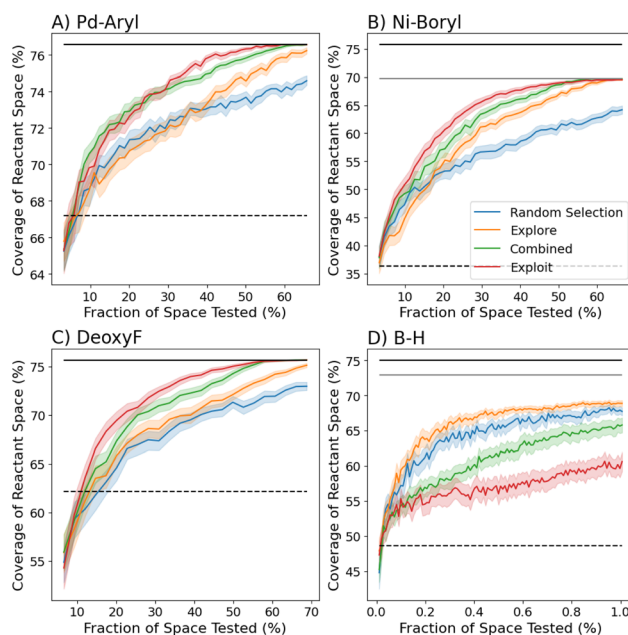 A) Pd-Aryl
B) Ni-Boryl
Coverage of Reactant Space (%)
76
74
72
70
68
66
64
10 20 30 40 50 60
Fraction of Space Tested (%)
Coverage of Reactant Space (%)
75
70
65
60
55
50
45
40
35
Random Selection
Explore
Combined
Exploit
10 20 30 40 50 60
Fraction of Space Tested (%)
C) DeoxyF
D) B-H
Coverage of Reactant Space (%)
75
70
65
60
55
10 20 30 40 50 60 70
Fraction of Space Tested (%)
Coverage of Reactant Space (%)
75
70
65
60
55
50
45
0.0 0.2 0.4 0.6 0.8 1.0
Fraction of Space Tested (%)